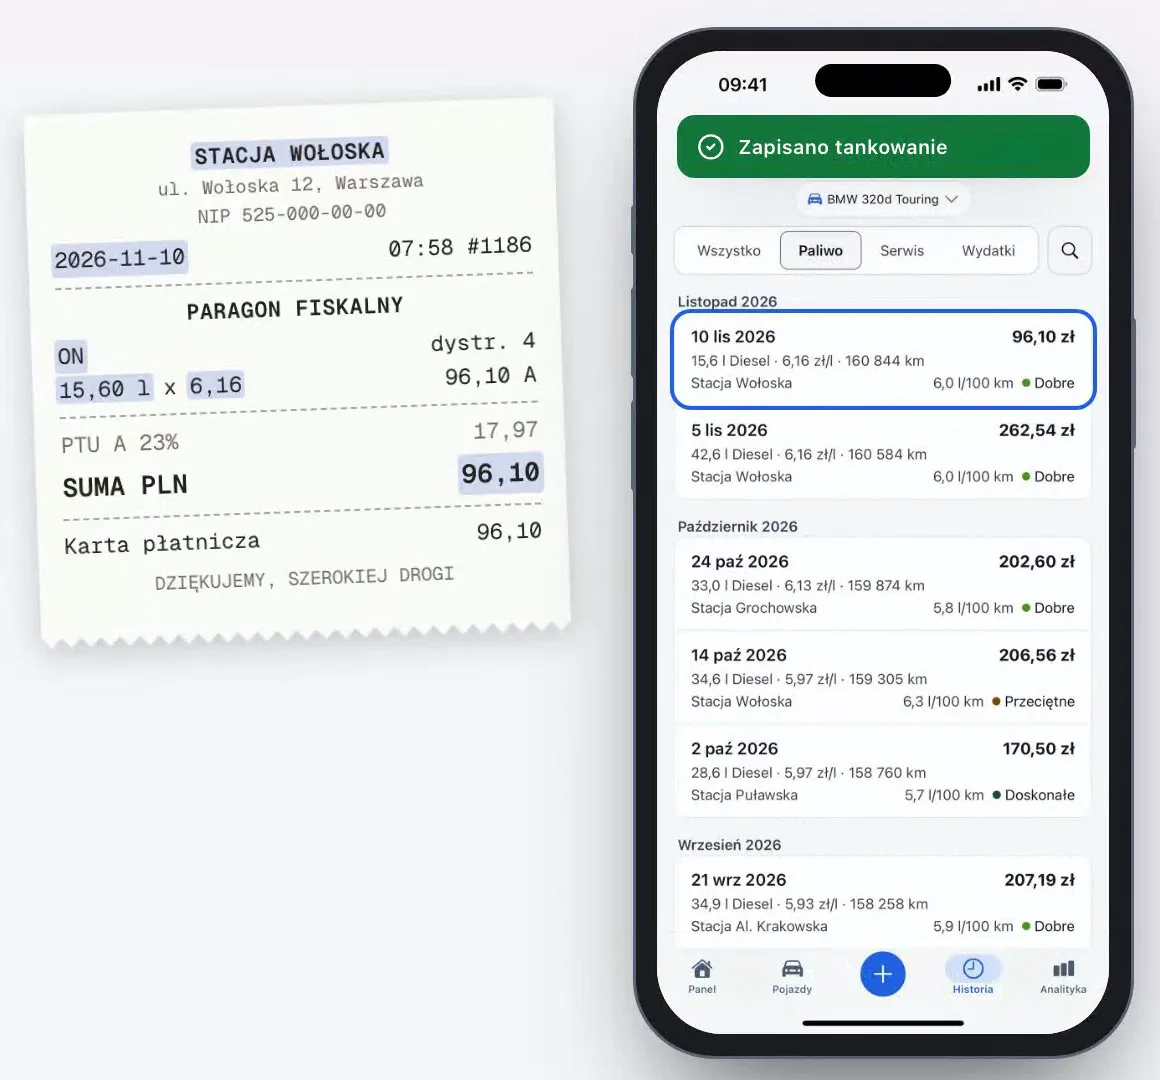 STACJA WOŁOSKA
ul. Wołoska 12, Warszawa
NIP 525-000-00-00
2026-11-10 07:58 #1186
PARAGON FISKALNY
ON dystr. 4
15,60 l x 6,16 96,10 A
PTU A 23% 17,97
SUMA PLN 96,10
Karta płatnicza 96,10
DZIĘKUJEMY, SZEROKIEJ DROGI
09:41
Zapisano tankowanie
BMW 320d Touring
Wszystko Paliwo Serwis Wydatki
Listopad 2026
10 lis 2026 96,10 zł
15,6 l Diesel · 6,16 zł/l · 160 844 km
Stacja Wołoska 6,0 l/100 km Dobre
5 lis 2026 262,54 zł
42,6 l Diesel · 6,16 zł/l · 160 584 km
Stacja Wołoska 6,0 l/100 km Dobre
Październik 2026
24 paź 2026 202,60 zł
33,0 l Diesel · 6,13 zł/l · 159 874 km
Stacja Grochowska 5,8 l/100 km Dobre
14 paź 2026 206,56 zł
34,6 l Diesel · 5,97 zł/l · 159 305 km
Stacja Wołoska 6,3 l/100 km Przeciętne
2 paź 2026 170,50 zł
28,6 l Diesel · 5,97 zł/l · 158 760 km
Stacja Puławska 5,7 l/100 km Doskonałe
Wrzesień 2026
21 wrz 2026 207,19 zł
34,9 l Diesel · 5,93 zł/l · 158 258 km
Stacja Al. Krakowska 5,9 l/100 km Dobre
Panel Pojazdy Historia Analityka